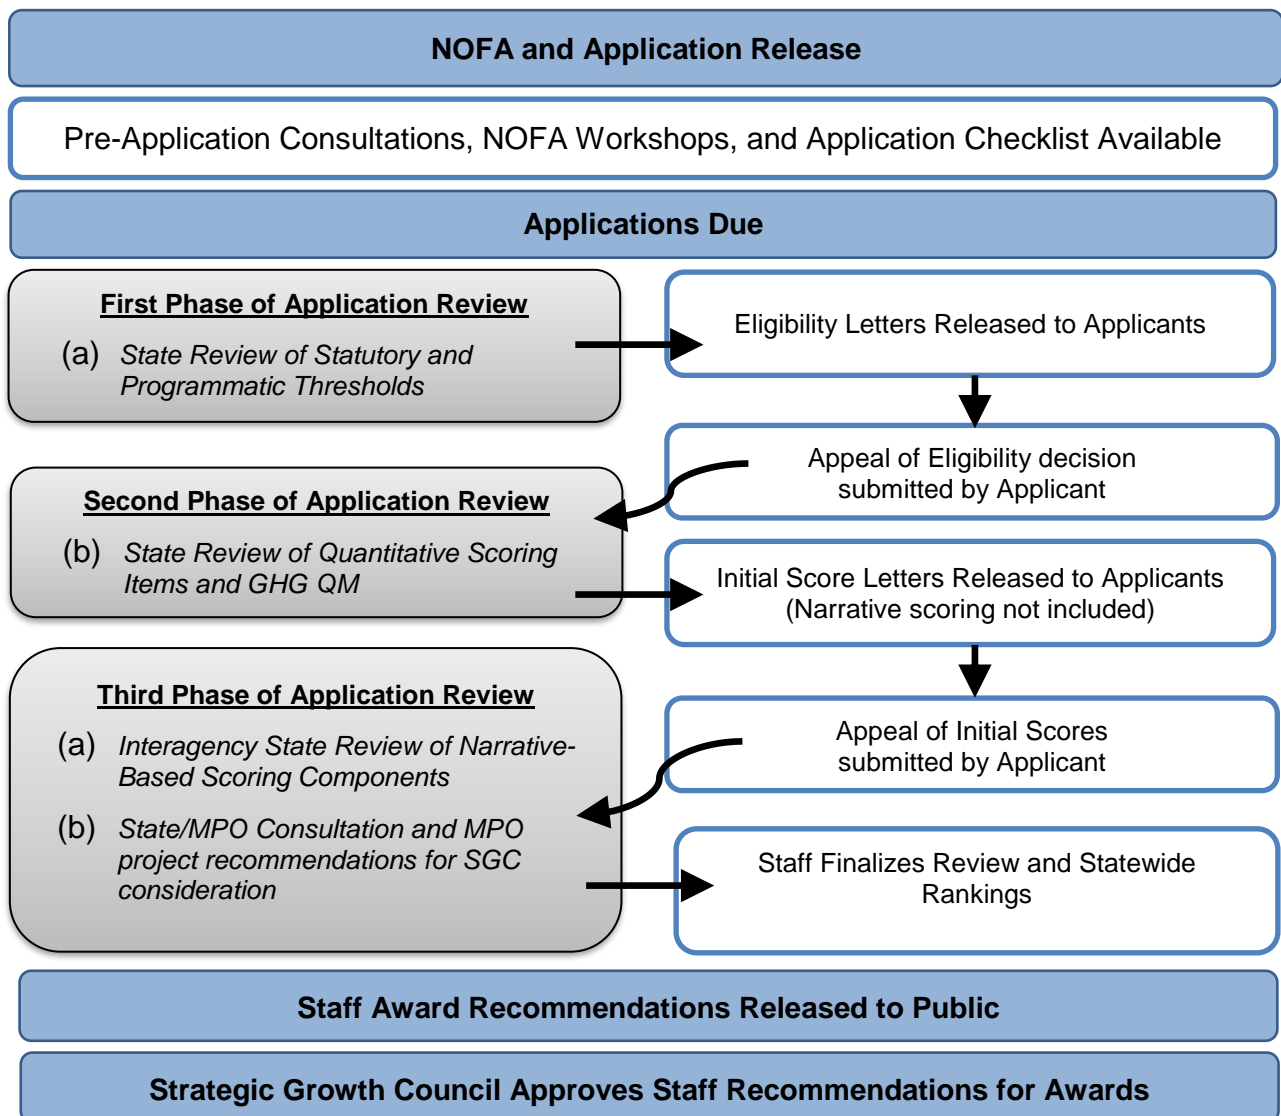 NOFA and Application Release
Pre-Application Consultations, NOFA Workshops, and Application Checklist Available
Applications Due
First Phase of Application Review
(a) State Review of Statutory and
Programmatic Thresholds
Eligibility Letters Released to Applicants
Appeal of Eligibility decision
submitted by Applicant
Second Phase of Application Review
(b) State Review of Quantitative Scoring
Items and GHG QM
Initial Score Letters Released to Applicants
(Narrative scoring not included)
Appeal of Initial Scores
submitted by Applicant
Third Phase of Application Review
(a) Interagency State Review of Narrative-
Based Scoring Components
(b) State/MPO Consultation and MPO
project recommendations for SGC
consideration
Staff Finalizes Review and Statewide
Rankings
Staff Award Recommendations Released to Public
Strategic Growth Council Approves Staff Recommendations for Awards